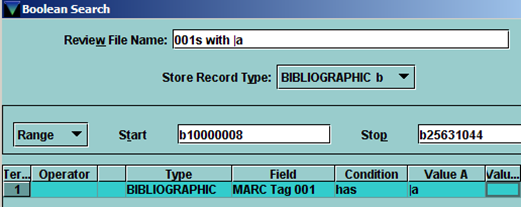 Boolean Search
Review File Name: 001s with |a
Store Record Type: BIBLIOGRAPHIC b
Range Start b10000008 Stop b25631044
Ter... Operator Type Field Condition Value A Valu...
1 BIBLIOGRAPHIC MARC Tag 001 has |a